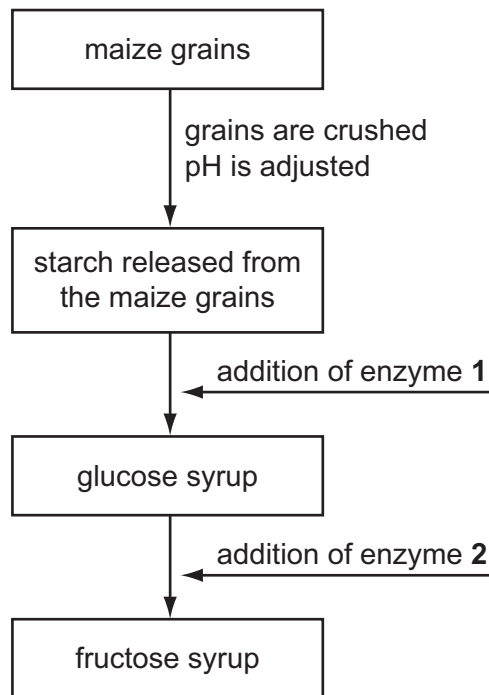 maize grains
grains are crushed
pH is adjusted
starch released from
the maize grains
addition of enzyme 1
glucose syrup
addition of enzyme 2
fructose syrup